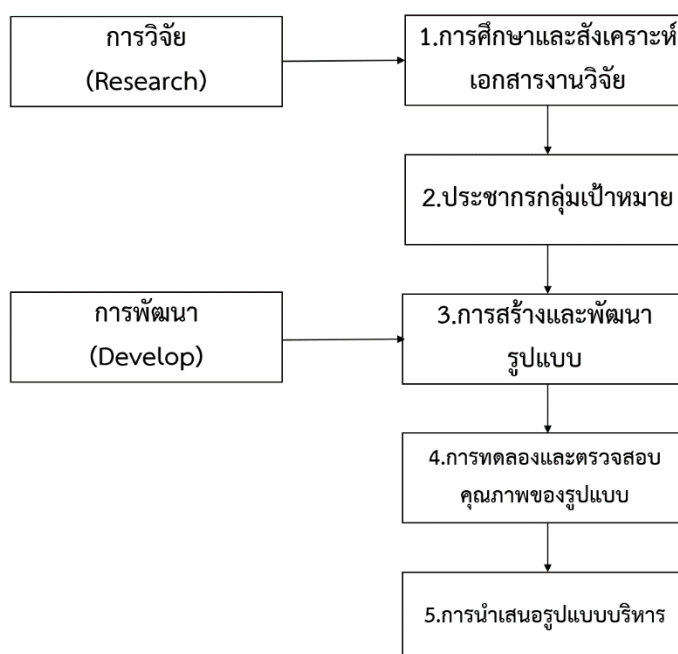 การวิจัย
(Research)
1.การศึกษาและสังเคราะห์
เอกสารงานวิจัย
2.ประชากรกลุ่มเป้าหมาย
การพัฒนา
(Develop)
3.การสร้างและพัฒนา
รูปแบบ
4.การทดลองและตรวจสอบ
คุณภาพของรูปแบบ
5.การนำเสนอรูปแบบบริหาร